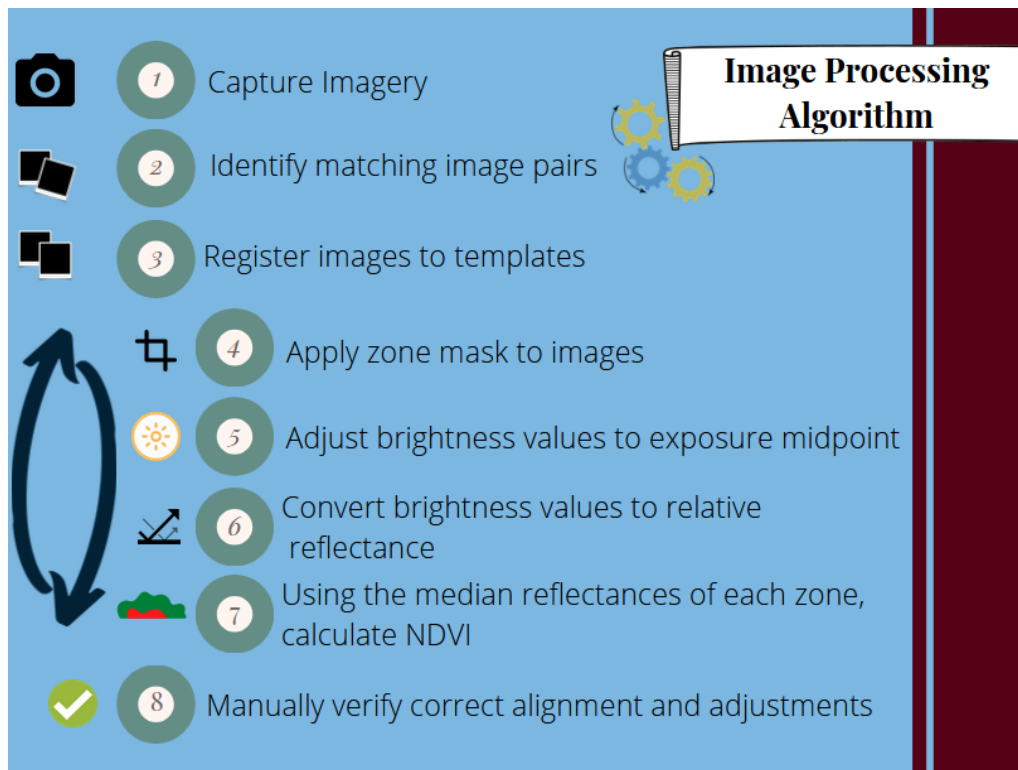 Image Processing
Algorithm
1 Capture Imagery
2 Identify matching image pairs
3 Register images to templates
4 Apply zone mask to images
5 Adjust brightness values to exposure midpoint
6 Convert brightness values to relative
reflectance
7 Using the median reflectances of each zone,
calculate NDVI
8 Manually verify correct alignment and adjustments